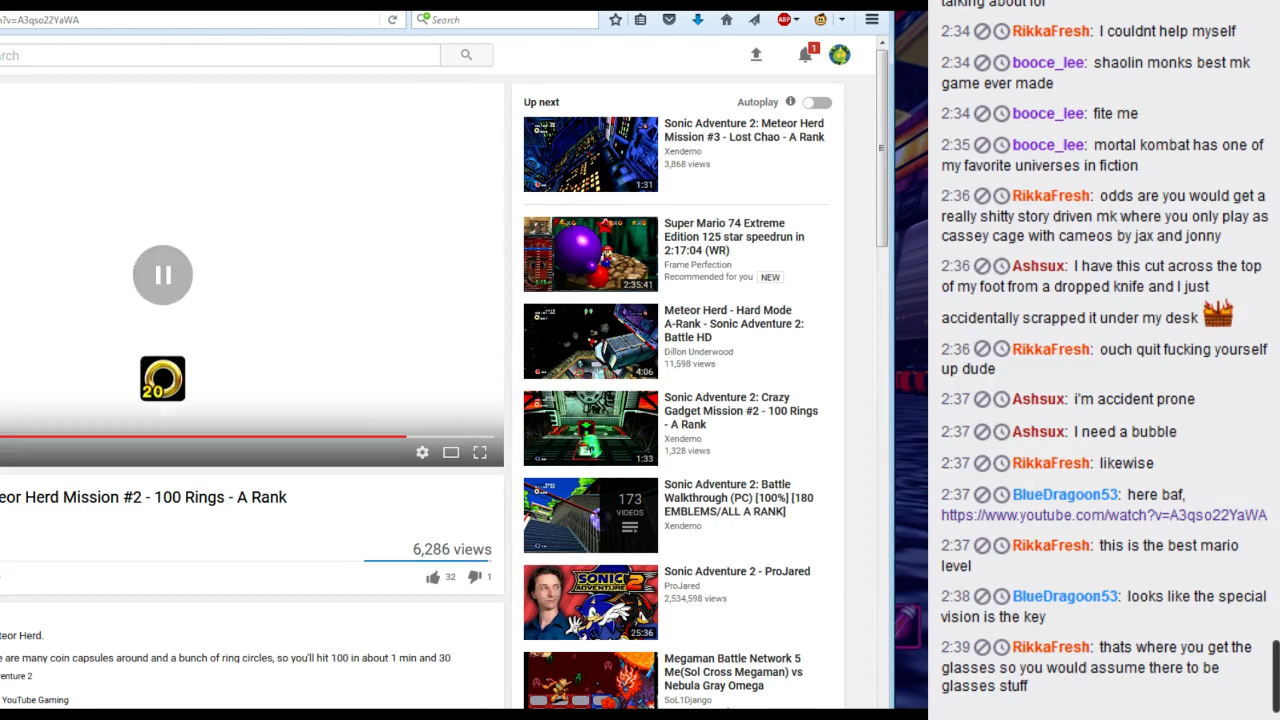 n?v=A3qso22YaWA
Search
ABP
arch
1
Up next
Autoplay
Sonic Adventure 2: Meteor Herd
Mission #3 - Lost Chao - A Rank
Xendemo
3,868 views
1:31
Super Mario 74 Extreme
Edition 125 star speedrun in
2:17:04 (WR)
Frame Perfection
Recommended for you NEW
2:35:41
Meteor Herd - Hard Mode
A-Rank - Sonic Adventure 2:
Battle HD
Dillon Underwood
11,598 views
4:06
Sonic Adventure 2: Crazy
Gadget Mission #2 - 100 Rings
- A Rank
Xendemo
1,328 views
1:33
173
VIDEOS
Sonic Adventure 2: Battle
Walkthrough (PC) [100%] [180
EMBLEMS/ALL A RANK]
Xendemo
SONIC
ADVENTURE 2
Sonic Adventure 2 - ProJared
ProJared
2,534,598 views
25:36
Megaman Battle Network 5
Me(Sol Cross Megaman) vs
Nebula Gray Omega
SoL1Django
20
eor Herd Mission #2 - 100 Rings - A Rank
6,286 views
32
1
teor Herd.
e are many coin capsules around and a bunch of ring circles, so you'll hit 100 in about 1 min and 30
enture 2
YouTube Gaming
talking about lol
2:34 RikkaFresh: I couldnt help myself
2:34 booce_lee: shaolin monks best mk
game ever made
2:34 booce_lee: fite me
2:35 booce_lee: mortal kombat has one of
my favorite universes in fiction
2:36 RikkaFresh: odds are you would get a
really shitty story driven mk where you only play as
cassey cage with cameos by jax and jonny
Ashsux: I have this cut across the top
of my foot from a dropped knife and I just
accidentally scrapped it under my desk
2:36 RikkaFresh: ouch quit fucking yourself
up dude
2:37 Ashsux: i'm accident prone
2:37 Ashsux: I need a bubble
2:37 RikkaFresh: likewise
2:37 BlueDragoon53: here baf,
https://www.youtube.com/watch?v=A3qso22YaWA
RikkaFresh: this is the best mario
level
2:38 BlueDragoon53: looks like the special
vision is the key
2:39 RikkaFresh: thats where you get the
glasses so you would assume there to be
glasses stuff